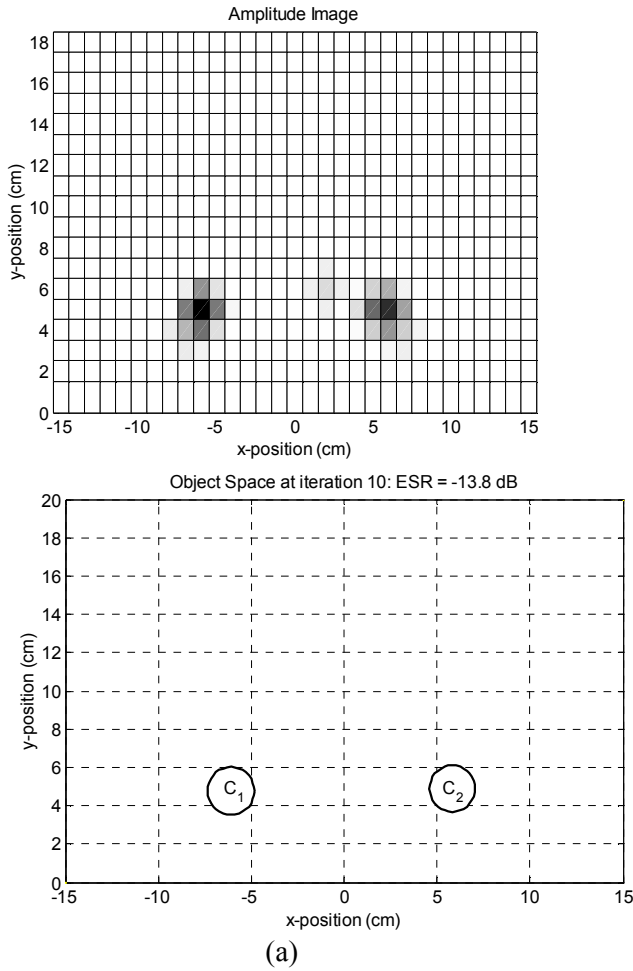 Amplitude Image
18
16
14
12
10
8
6
4
2
0
y-position (cm)
-15 -10 -5 0 5 10 15
x-position (cm)
Object Space at iteration 10: ESR = -13.8 dB
20
18
16
14
12
10
8
6
4
2
0
y-position (cm)
C1 C2
-15 -10 -5 0 5 10 15
x-position (cm)
(a)